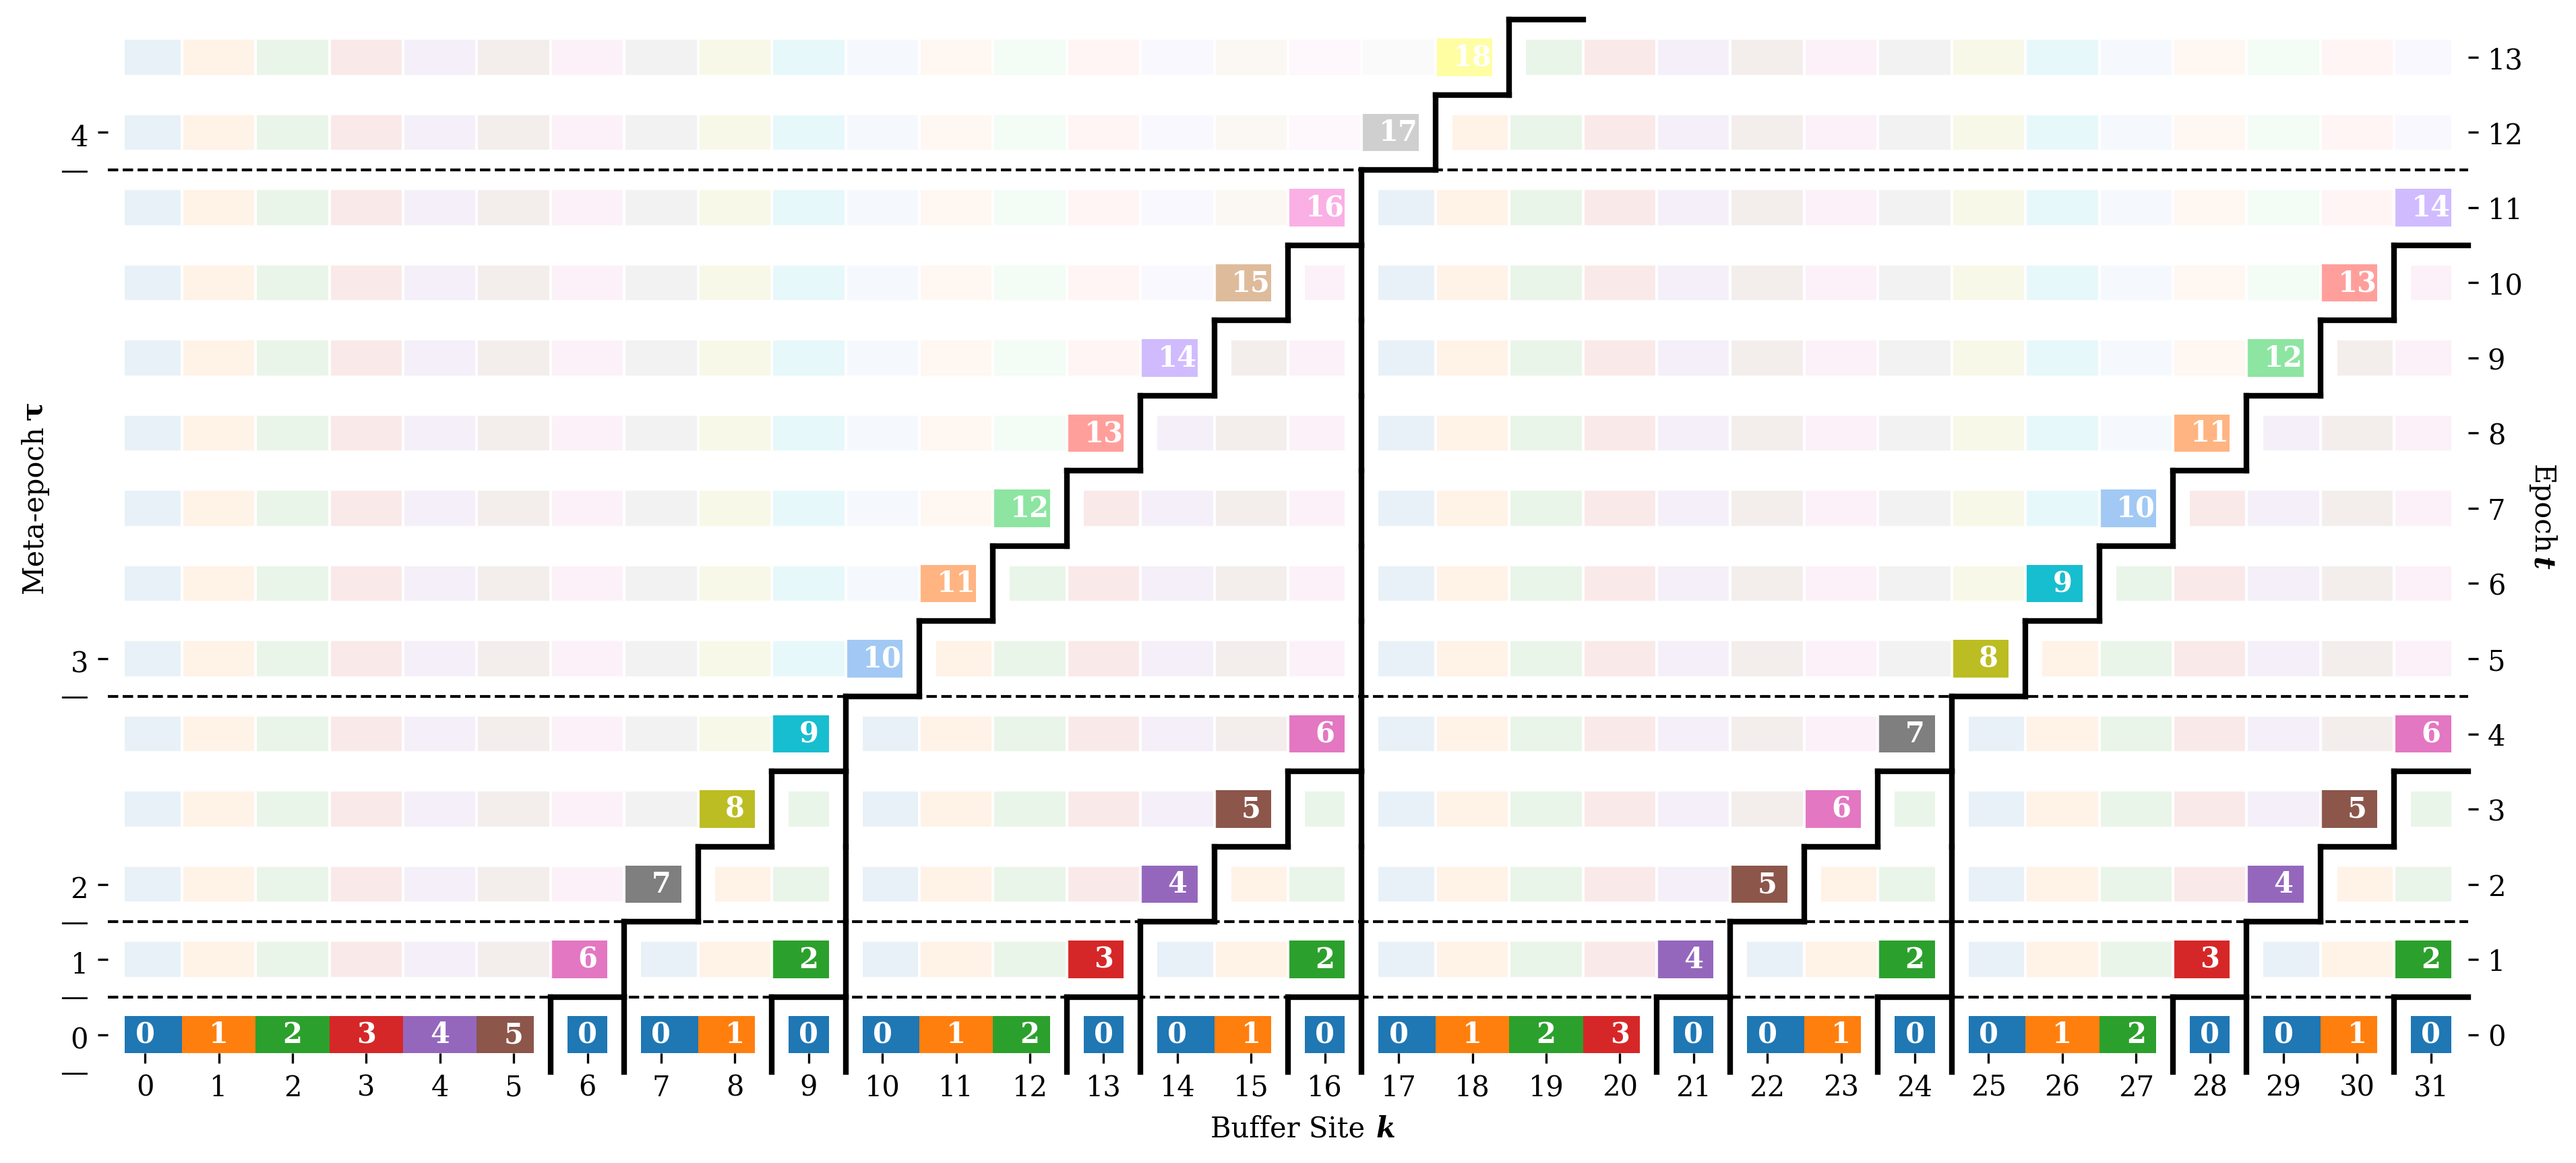 18 13
4 17 12
16 14 11
15 13 10
14 12 9
13 11 8
12 10 7
11 9 6
3 10 8 5
9 6 7 6 4
8 5 6 5 3
2 7 4 5 4 2
1 6 2 3 2 4 2 3 2 1
0 0 1 2 3 4 5 0 0 1 0 0 1 2 0 0 1 0 0 1 2 3 0 0 1 0 0 1 2 0 0 1 0 0
0 1 2 3 4 5 6 7 8 9 10 11 12 13 14 15 16 17 18 19 20 21 22 23 24 25 26 27 28 29 30 31
Buffer Site k
Meta-epoch τ
Epoch t